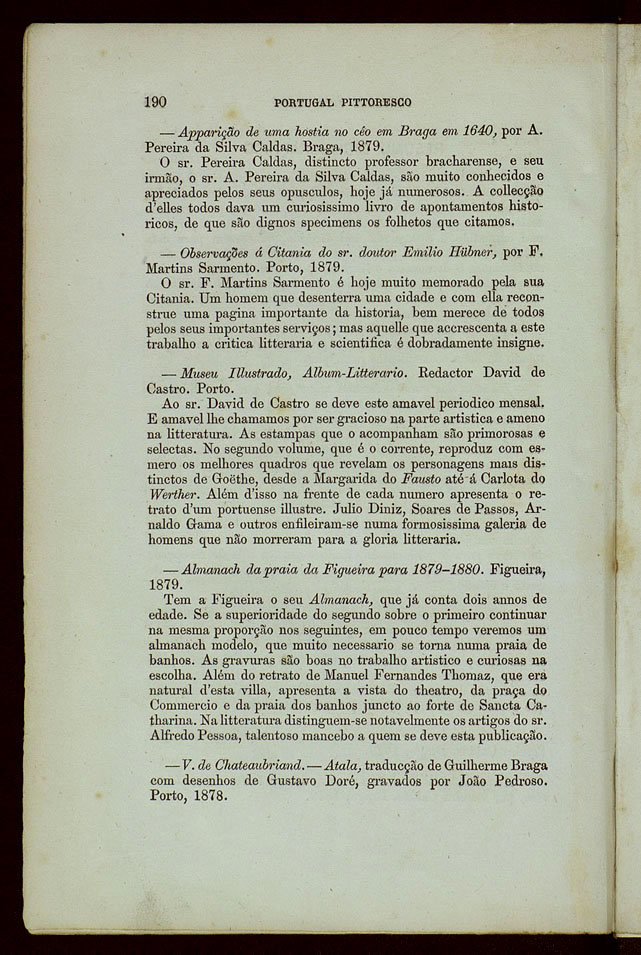 190
PORTUGAL PITTORESCO
— Apparição de uma hostia no céo em Braga em 1640, por A.
Pereira da Silva Caldas. Braga, 1879.
O sr. Pereira Caldas, distincto professor bracharense, e seu
irmão, o sr. A. Pereira da Silva Caldas, são muito conhecidos e
apreciados pelos seus opusculos, hoje já numerosos. A collecção
d'elles todos dava um curiosissimo livro de apontamentos histo-
ricos, de que são dignos specimens os folhetos que citamos.
— Observações á Citania do sr. doutor Emilio Hübner, por F.
Martins Sarmento. Porto, 1879.
O sr. F. Martins Sarmento é hoje muito memorado pela sua
Citania. Um homem que desenterra uma cidade e com ella recon-
strue uma pagina importante da historia, bem merece de todos
pelos seus importantes serviços; mas aquelle que accrescenta a este
trabalho a critica litteraria e scientifica é dobradamente insigne.
— Museu Illustrado, Album-Litterario. Redactor David de
Castro. Porto.
Ao sr. David de Castro se deve este amavel periodico mensal.
E amavel lhe chamamos por ser gracioso na parte artistica e ameno
na litteratura. As estampas que o acompanham são primorosas e
selectas. No segundo volume, que é o corrente, reproduz com es-
mero os melhores quadros que revelam os personagens mais dis-
tinctos de Goëthe, desde a Margarida do Fausto até á Carlota do
Werther. Além d'isso na frente de cada numero apresenta o re-
trato d'um portuense illustre. Julio Diniz, Soares de Passos, Ar-
naldo Gama e outros enfileiram-se numa formosissima galeria de
homens que não morreram para a gloria litteraria.
— Almanach da praia da Figueira para 1879-1880. Figueira,
1879.
Tem a Figueira o seu Almanach, que já conta dois annos de
edade. Se a superioridade do segundo sobre o primeiro continuar
na mesma proporção nos seguintes, em pouco tempo veremos um
almanach modelo, que muito necessario se torna numa praia de
banhos. As gravuras são boas no trabalho artistico e curiosas na
escolha. Além do retrato de Manuel Fernandes Thomaz, que era
natural d'esta villa, apresenta a vista do theatro, da praça do
Commercio e da praia dos banhos juncto ao forte de Sancta Ca-
tharina. Na litteratura distinguem-se notavelmente os artigos do sr.
Alfredo Pessoa, talentoso mancebo a quem se deve esta publicação.
— V. de Chateaubriand. — Atala, traducção de Guilherme Braga
com desenhos de Gustavo Doré, gravados por João Pedroso.
Porto, 1878.